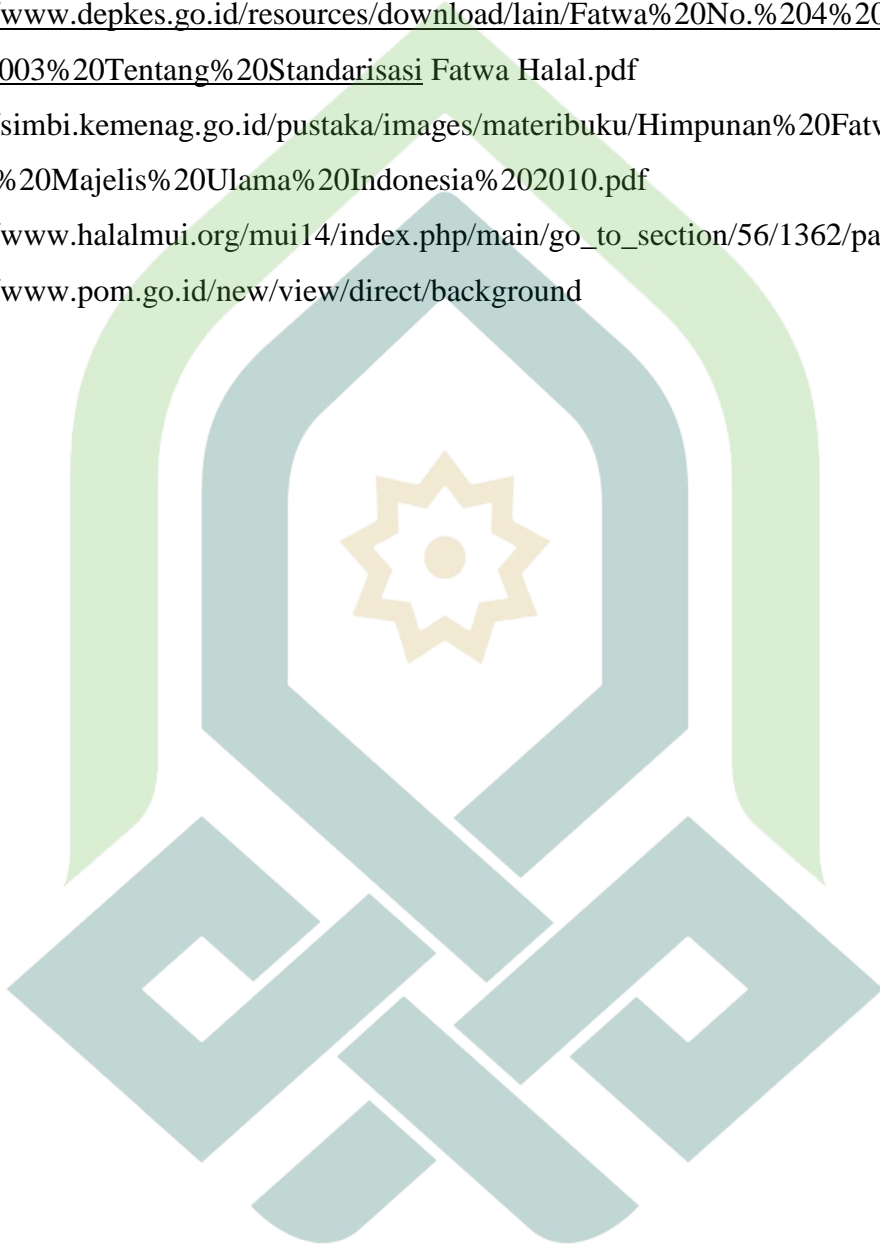 /www.depkes.go.id/resources/download/lain/Fatwa%20No.%204%20
003%20Tentang%20Standarisasi Fatwa Halal.pdf
/simbi.kemenag.go.id/pustaka/images/materibuku/Himpunan%20Fatw
%20Majelis%20Ulama%20Indonesia%202010.pdf
/www.halalmui.org/mui14/index.php/main/go_to_section/56/1362/pa
/www.pom.go.id/new/view/direct/background